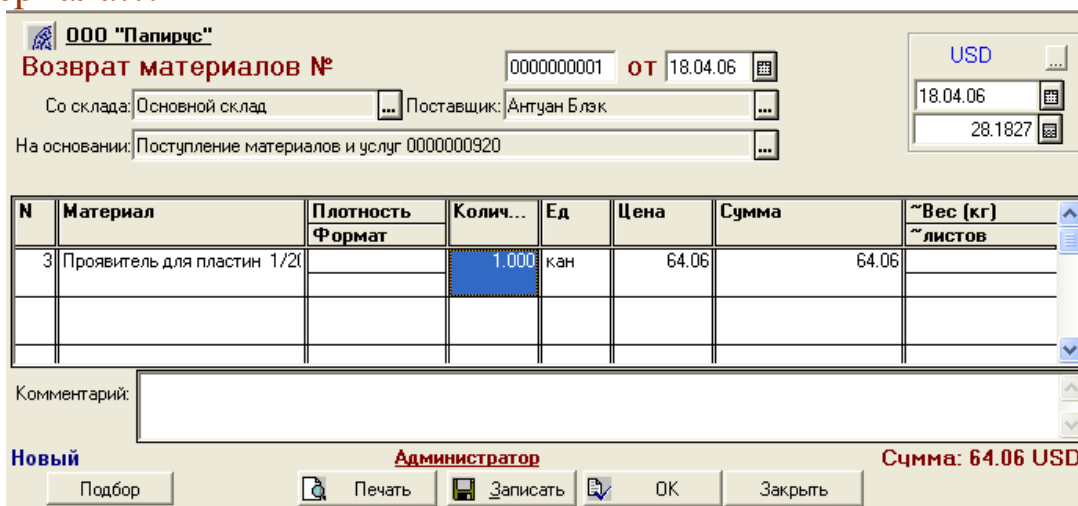 ООО "Папирус"
Возврат материалов № 0000000001 от 18.04.06
USD ...
Со склада: Основной склад ... Поставщик: Антуан Блэк ...
18.04.06
На основании: Поступление материалов и услуг 0000000920 ...
28.1827
N Материал Плотность Колич... Ед Цена Сумма ~Вес (кг)
Формат ~листов
3 Проявитель для пластин 1/20 1.000 кан 64.06 64.06
Комментарий:
Новый Администратор Сумма: 64.06 USD
Подбор Печать Записать OK Закрыть